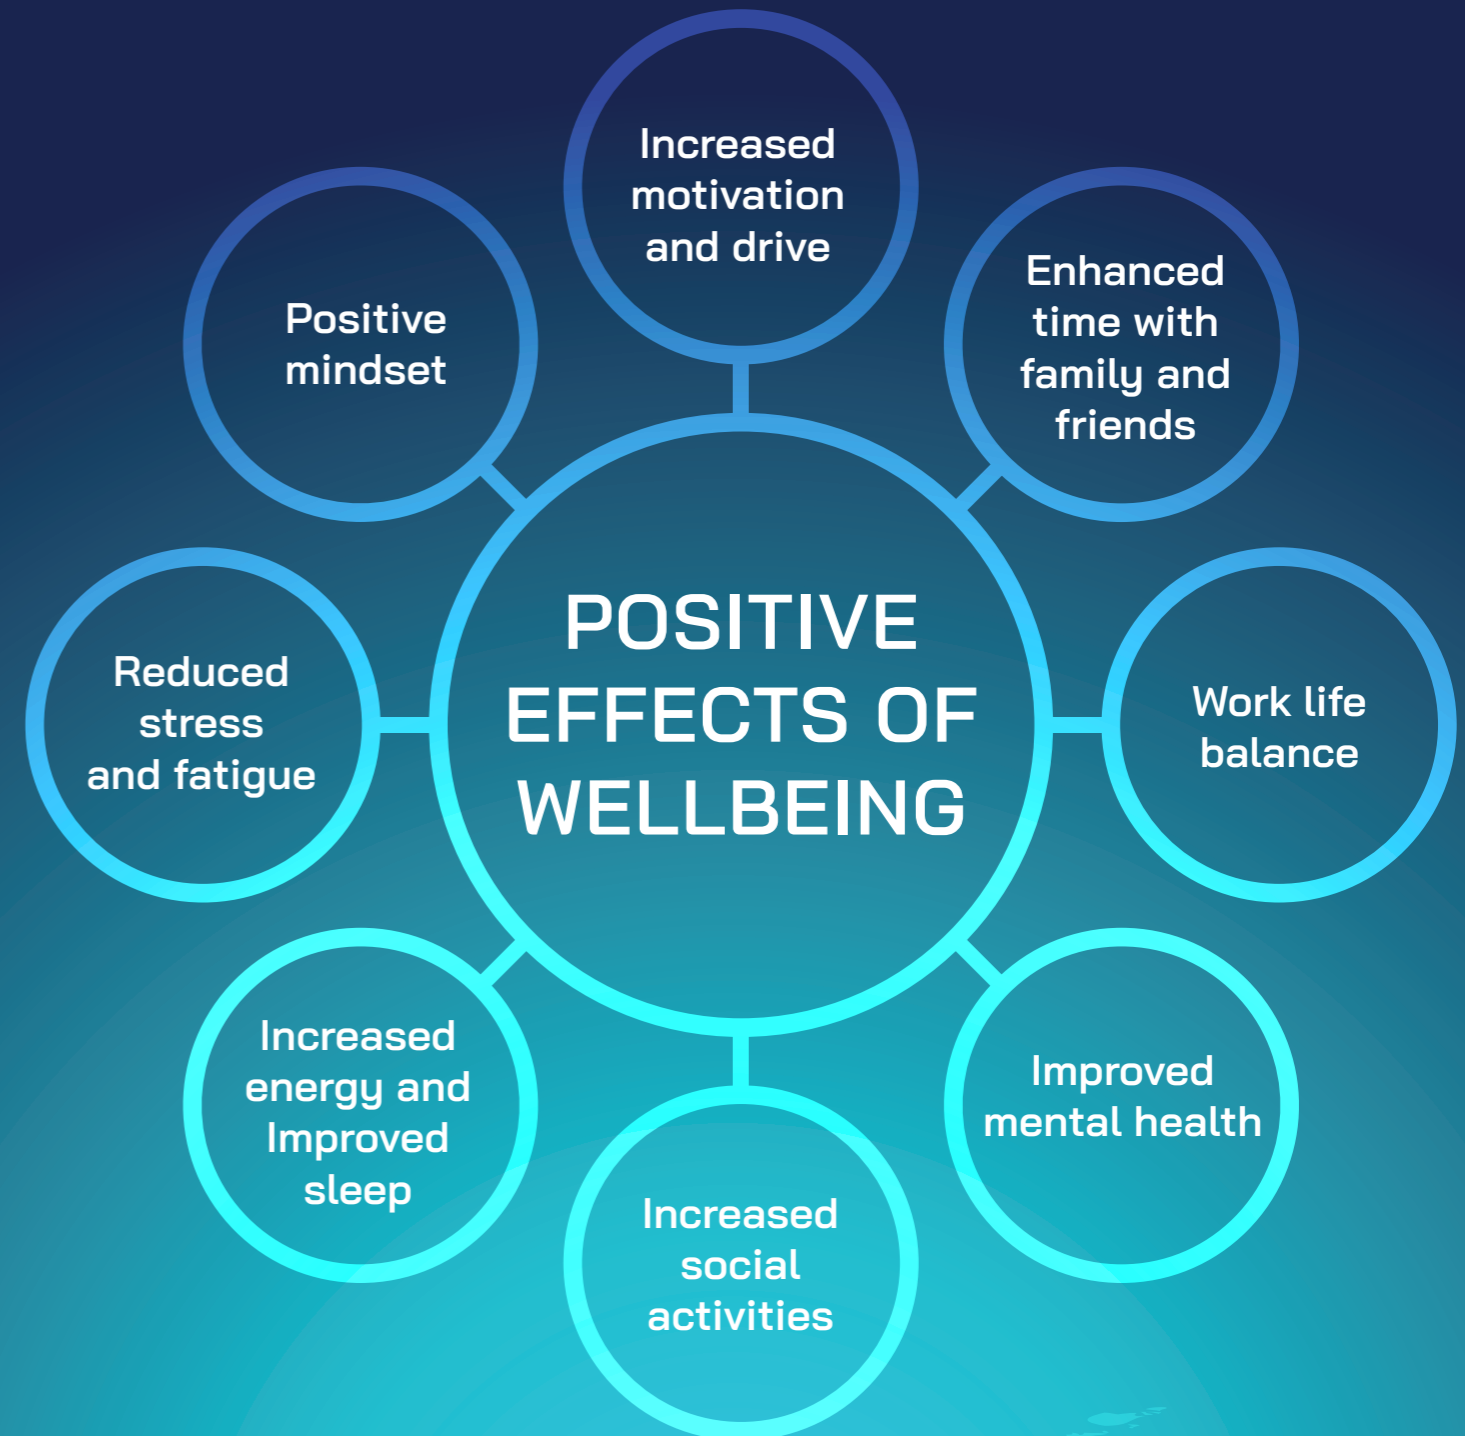 POSITIVE
EFFECTS OF
WELLBEING
Increased
motivation
and drive
Enhanced
time with
family and
friends
Work life
balance
Improved
mental health
Increased
social
activities
Increased
energy and
Improved
sleep
Reduced
stress
and fatigue
Positive
mindset